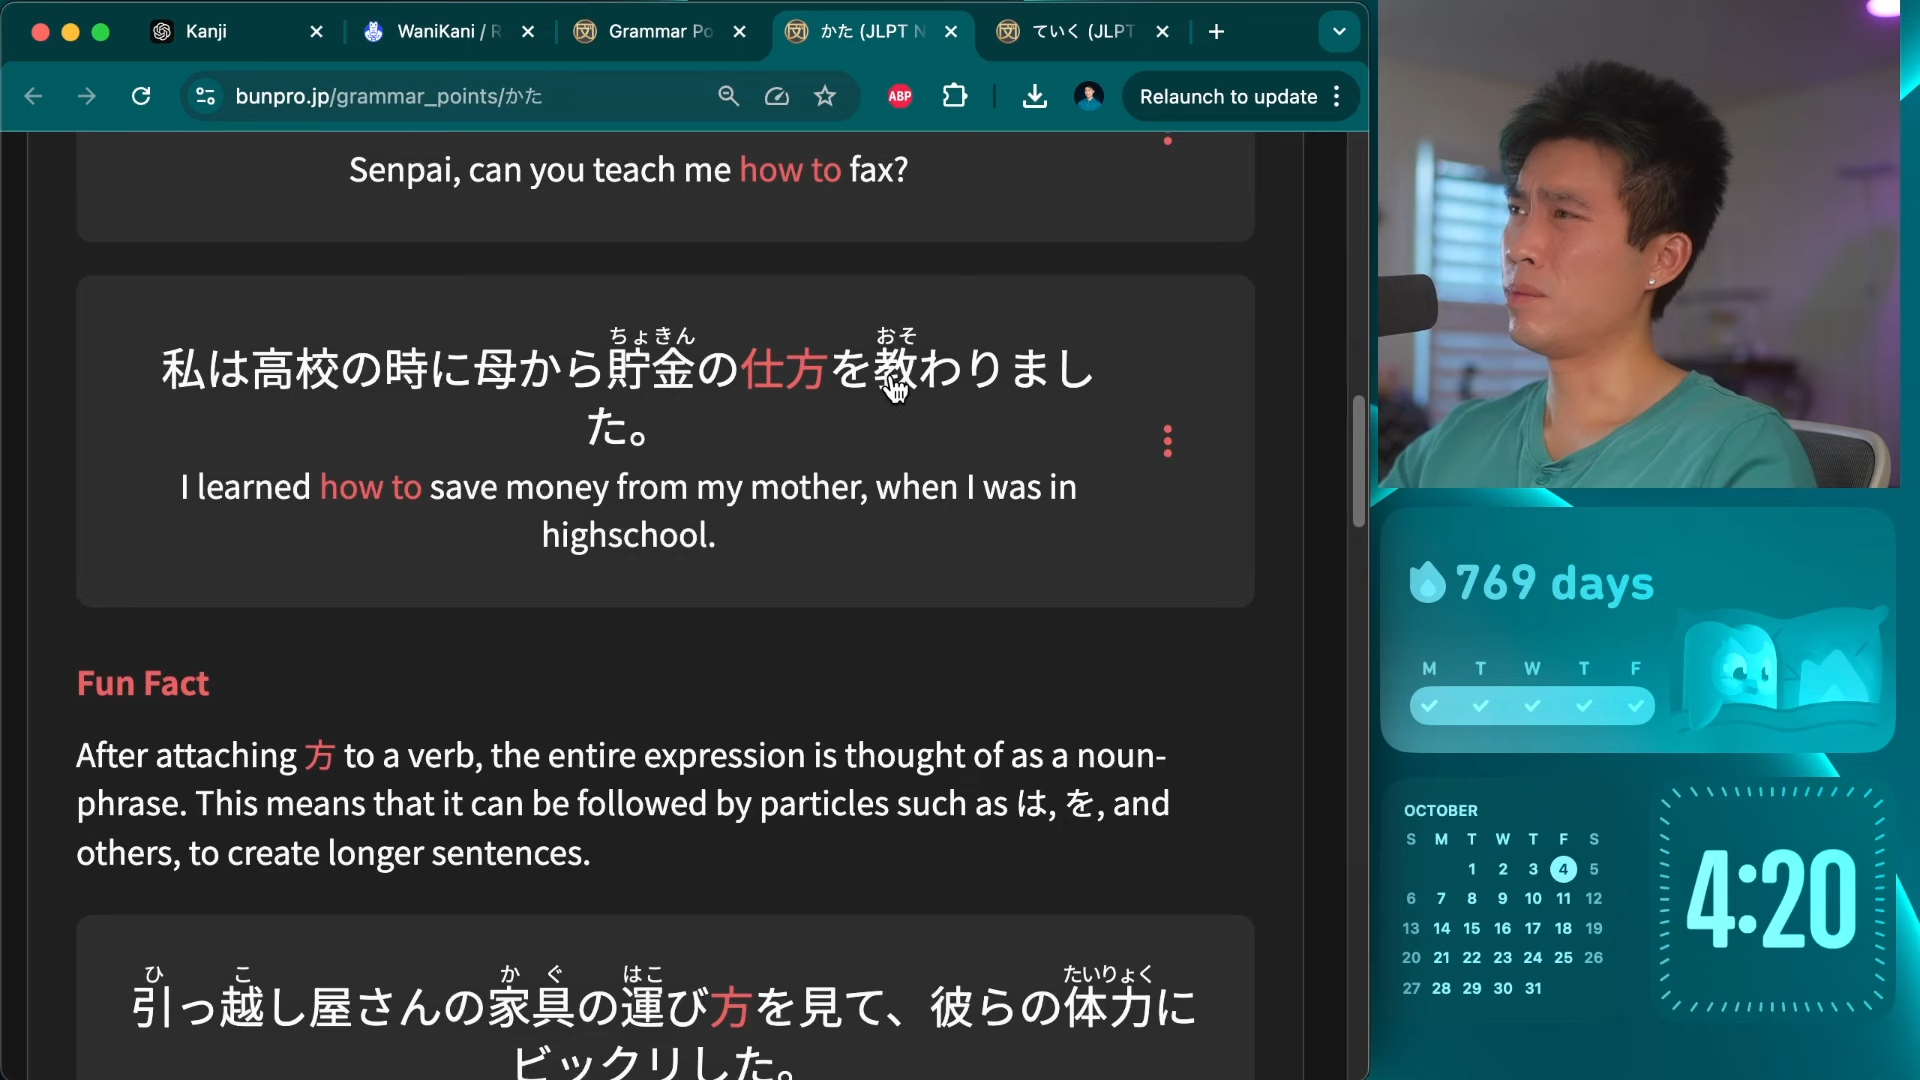 Kanji
WaniKani / R
Grammar Po
かた (JLPT N
ていく (JLPT
bunpro.jp/grammar_points/かた
ABP
Relaunch to update
Senpai, can you teach me how to fax?
ちょきん おそ
私は高校の時に母から貯金の仕方を教わりまし
た。
I learned how to save money from my mother, when I was in
highschool.
Fun Fact
After attaching 方 to a verb, the entire expression is thought of as a noun-
phrase. This means that it can be followed by particles such as は, を, and
others, to create longer sentences.
ひ こ か ぐ はこ たいりょく
引っ越し屋さんの家具の運び方を見て、彼らの体力に
ビックリした。
769 days
M T W T F
OCTOBER
S M T W T F S
1 2 3 4 5
6 7 8 9 10 11 12
13 14 15 16 17 18 19
20 21 22 23 24 25 26
27 28 29 30 31
4:20